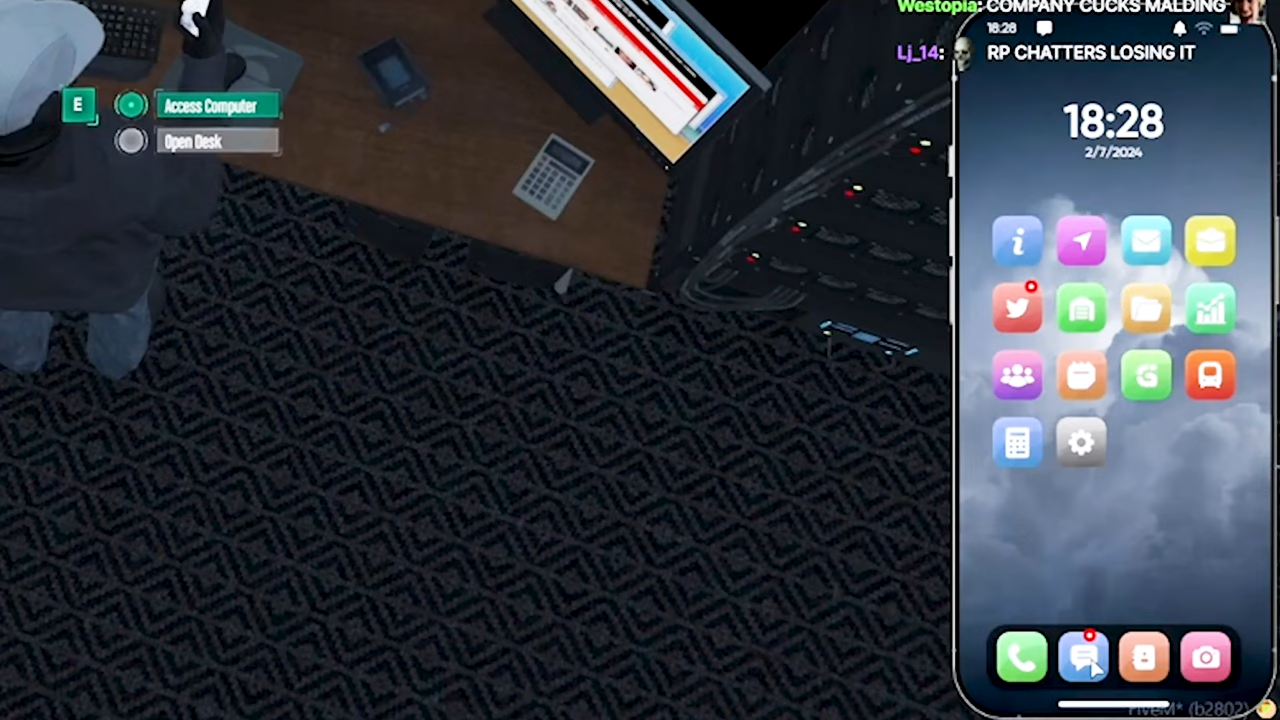 Westopia: COMPANY CUCKS MALDING
18:28
Lj_14: RP CHATTERS LOSING IT
E
Access Computer
Open Desk
18:28
2/7/2024
FiveM* (b2802)